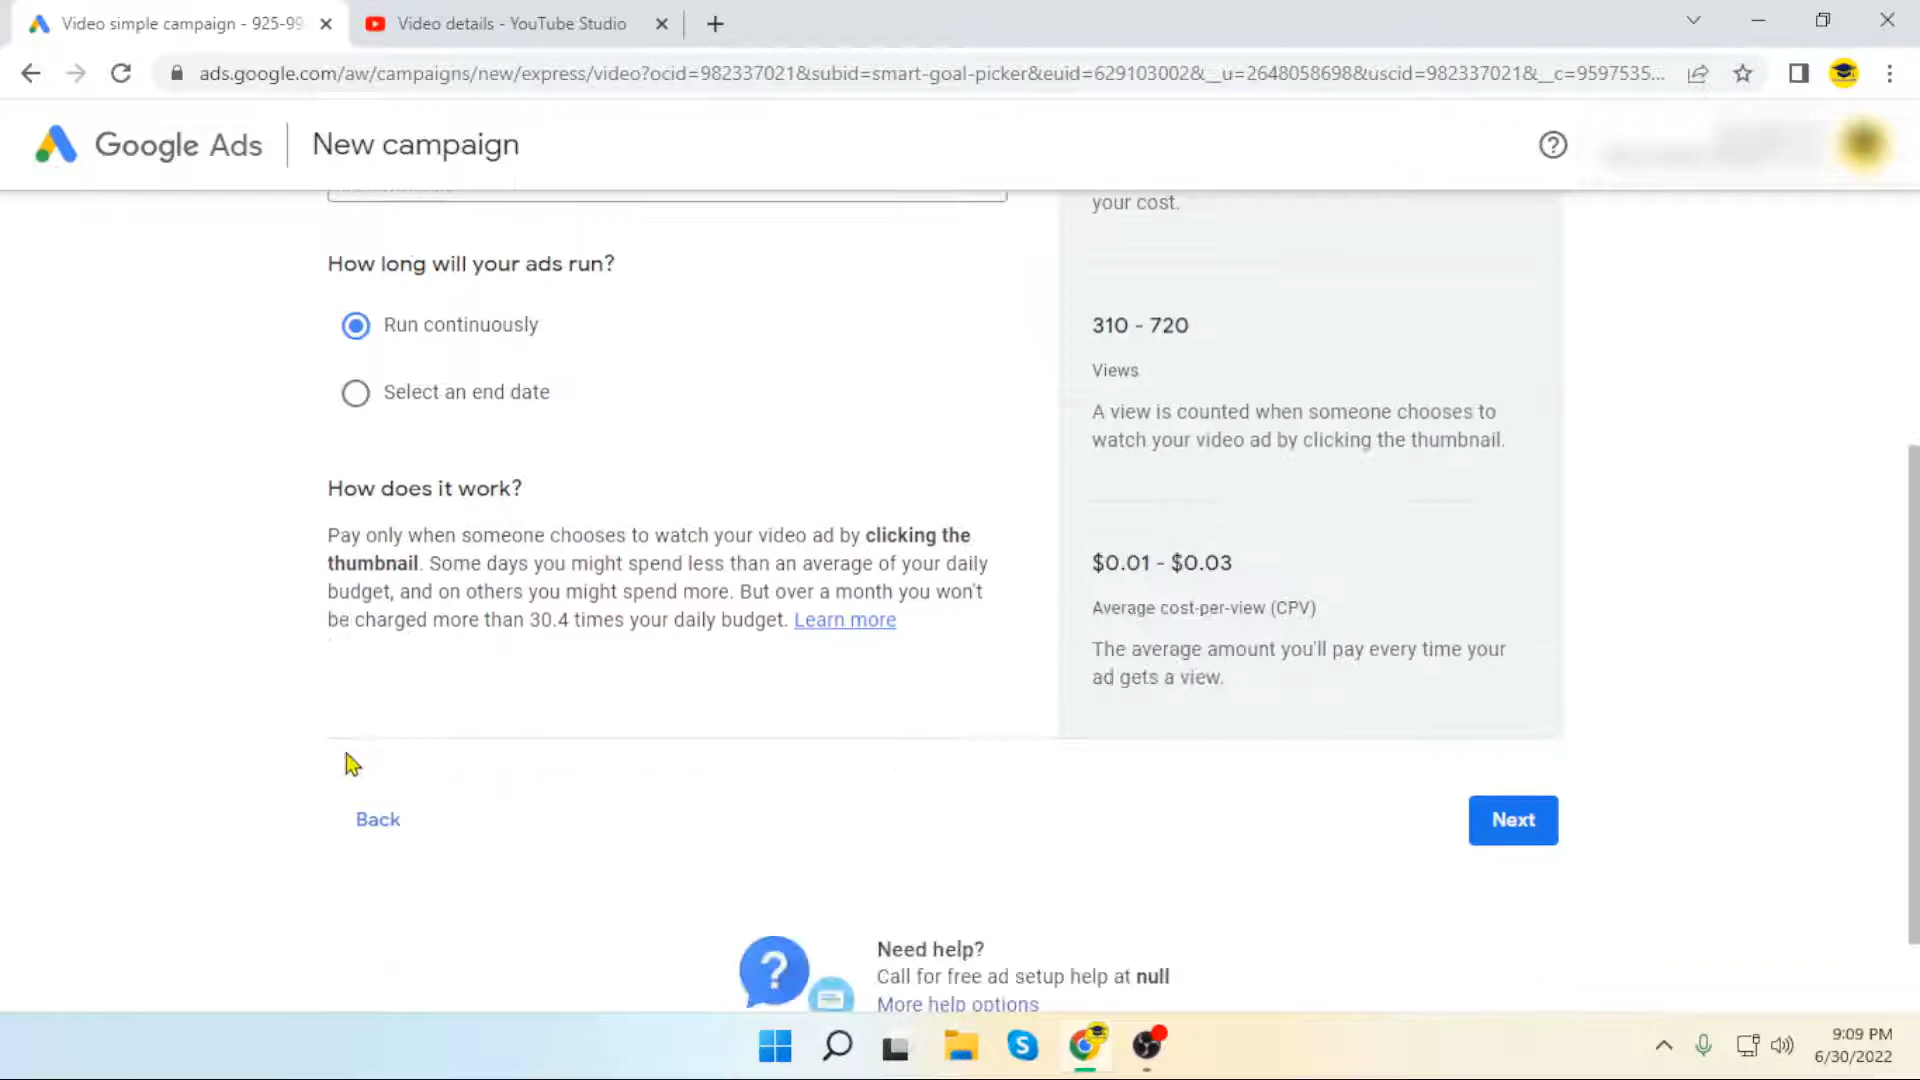 Video simple campaign - 925-99
Video details - YouTube Studio
ads.google.com/aw/campaigns/new/express/video?ocid=982337021&subid=smart-goal-picker&euid=629103002&__u=2648058698&uscid=982337021&__c=9597535...
Google Ads
New campaign
your cost.
How long will your ads run?
Run continuously
Select an end date
310 - 720
Views
A view is counted when someone chooses to
watch your video ad by clicking the thumbnail.
How does it work?
Pay only when someone chooses to watch your video ad by clicking the
thumbnail. Some days you might spend less than an average of your daily
budget, and on others you might spend more. But over a month you won't
be charged more than 30.4 times your daily budget. Learn more
$0.01 - $0.03
Average cost-per-view (CPV)
The average amount you'll pay every time your
ad gets a view.
Back
Next
Need help?
Call for free ad setup help at null
More help options
9:09 PM
6/30/2022